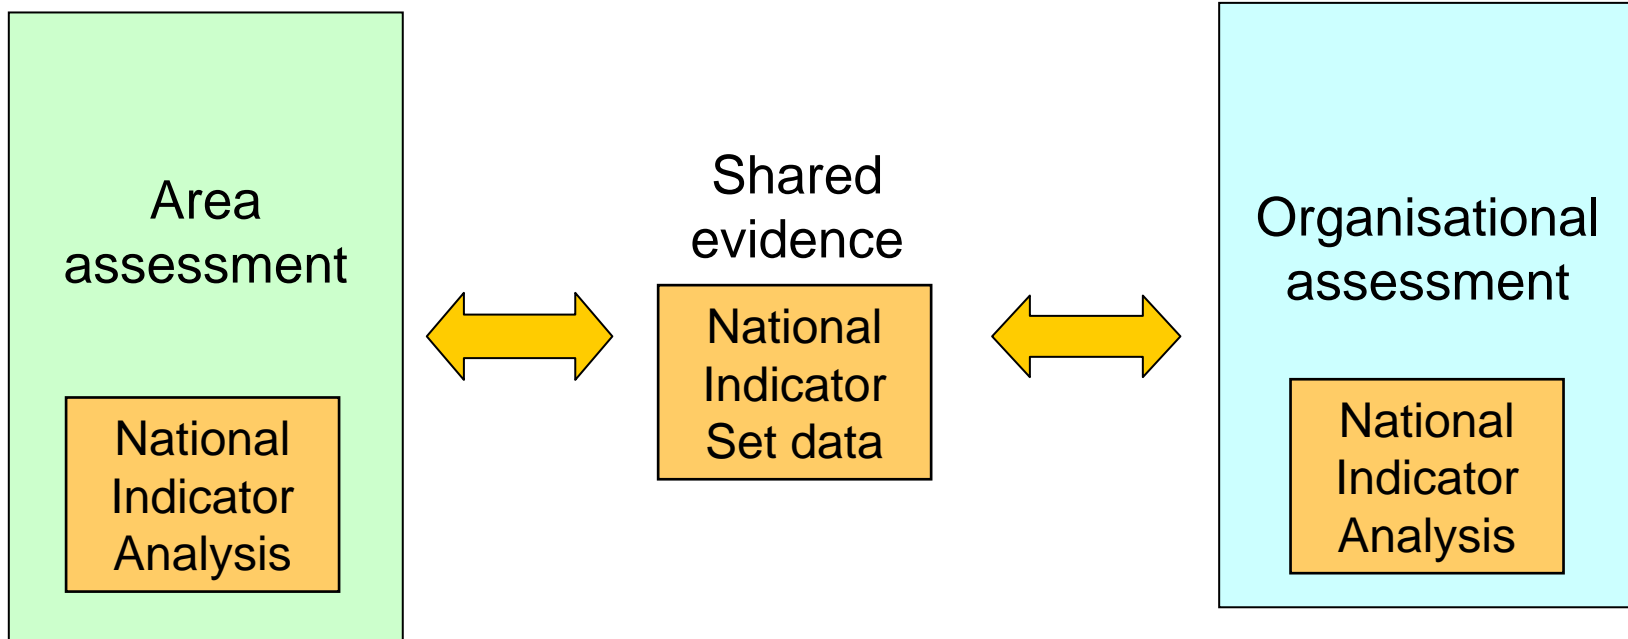 Area
assessment
National
Indicator
Analysis
Shared
evidence
National
Indicator
Set data
Organisational
assessment
National
Indicator
Analysis